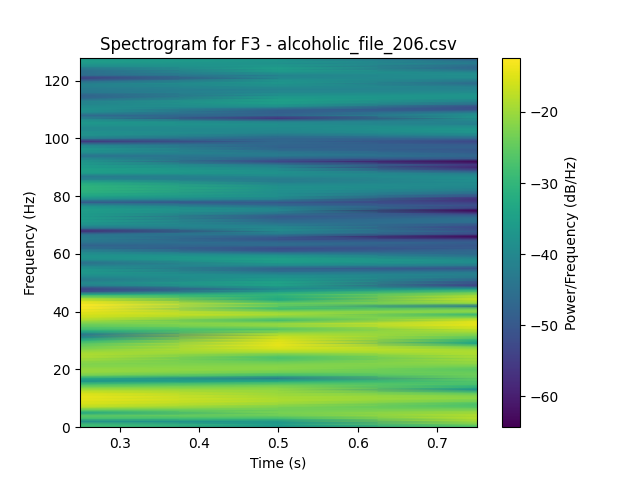 Spectrogram for F3 - alcoholic_file_206.csv
120
100
80
60
40
20
0
Frequency (Hz)
0.3 0.4 0.5 0.6 0.7
Time (s)
−20
−30
−40
−50
−60
Power/Frequency (dB/Hz)